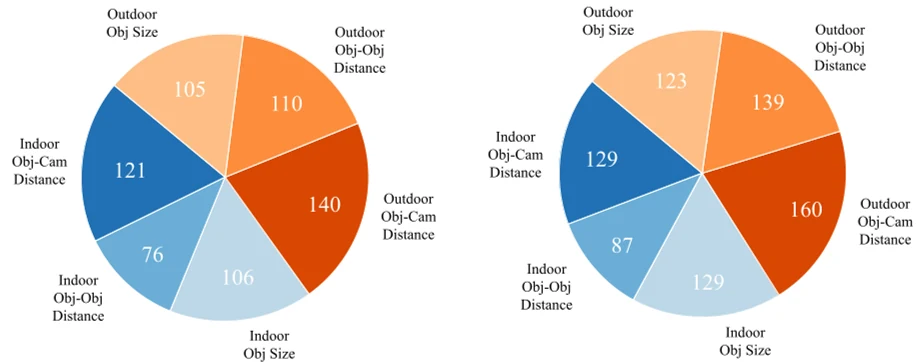 Outdoor
Obj Size
Outdoor
Obj-Obj
Distance
105
110
Indoor
Obj-Cam
Distance
121
140
Outdoor
Obj-Cam
Distance
76
106
Indoor
Obj-Obj
Distance
Indoor
Obj Size
Outdoor
Obj Size
Outdoor
Obj-Obj
Distance
123
139
Indoor
Obj-Cam
Distance
129
160
Outdoor
Obj-Cam
Distance
87
129
Indoor
Obj-Obj
Distance
Indoor
Obj Size